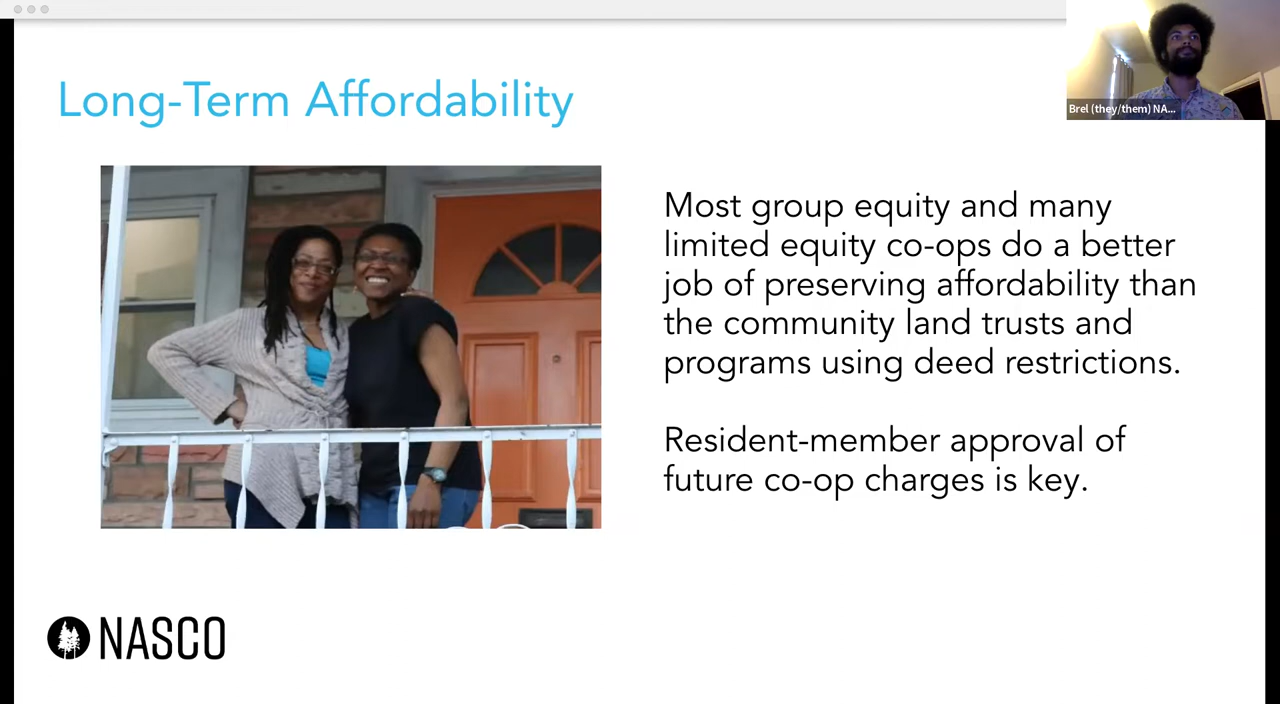 Long-Term Affordability
Brel (they/them) NA...
Most group equity and many
limited equity co-ops do a better
job of preserving affordability than
the community land trusts and
programs using deed restrictions.
Resident-member approval of
future co-op charges is key.
NASCO